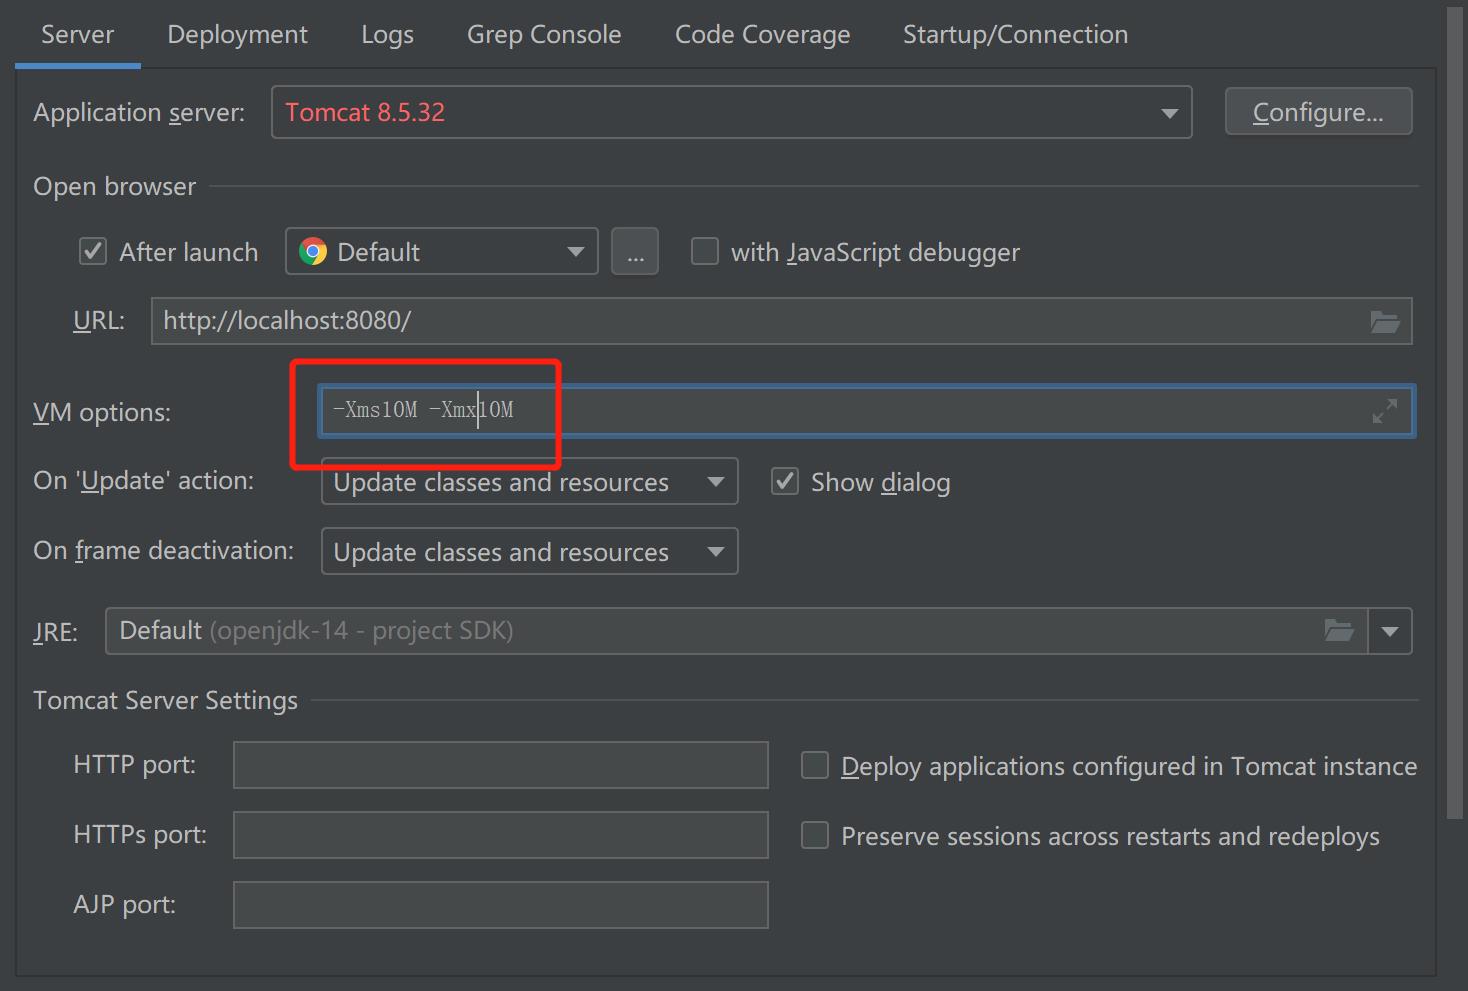 Server Deployment Logs Grep Console Code Coverage Startup/Connection
Application server: Tomcat 8.5.32 Configure...
Open browser
After launch Default ... with JavaScript debugger
URL: http://localhost:8080/
VM options: -Xms10M -Xmx10M
On 'Update' action: Update classes and resources Show dialog
On frame deactivation: Update classes and resources
JRE: Default (openjdk-14 - project SDK)
Tomcat Server Settings
HTTP port: Deploy applications configured in Tomcat instance
HTTPs port: Preserve sessions across restarts and redeploys
AJP port: